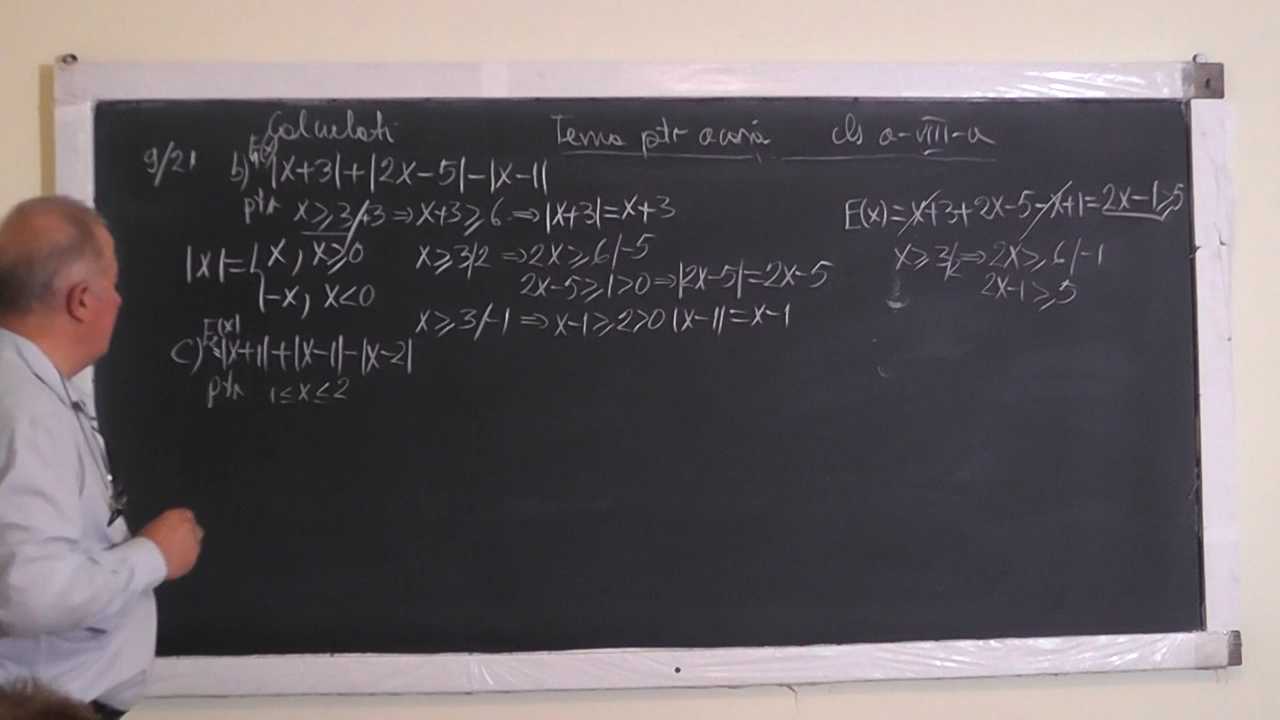 Calculati
Tema ptr acasă cls a-VIII-a
9/21 b) E(x)=|x+3|+|2x-5|-|x-1|
ptr x≥3/+3 ⇒ x+3≥6 ⇒ |x+3|=x+3
|x|={ x, x≥0
-x, x<0
x≥3/·2 ⇒ 2x≥6/-5
2x-5≥1>0 ⇒ |2x-5|=2x-5
x≥3/-1 ⇒ x-1≥2>0 |x-1|=x-1
E(x)=x+3+2x-5-x+1=2x-1≥5
x≥3/·2 ⇒ 2x≥6/-1
2x-1≥5
c) E(x)=|x+1|+|x-1|-|x-2|
ptr 1≤x≤2